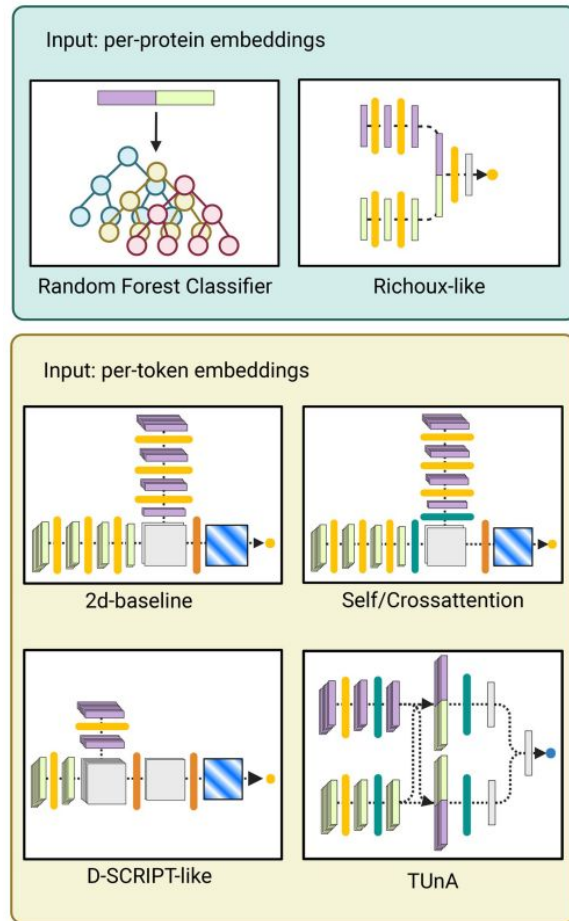 Input: per-protein embeddings
Random Forest Classifier
Richoux-like
Input: per-token embeddings
2d-baseline
Self/Crossattention
D-SCRIPT-like
TUnA